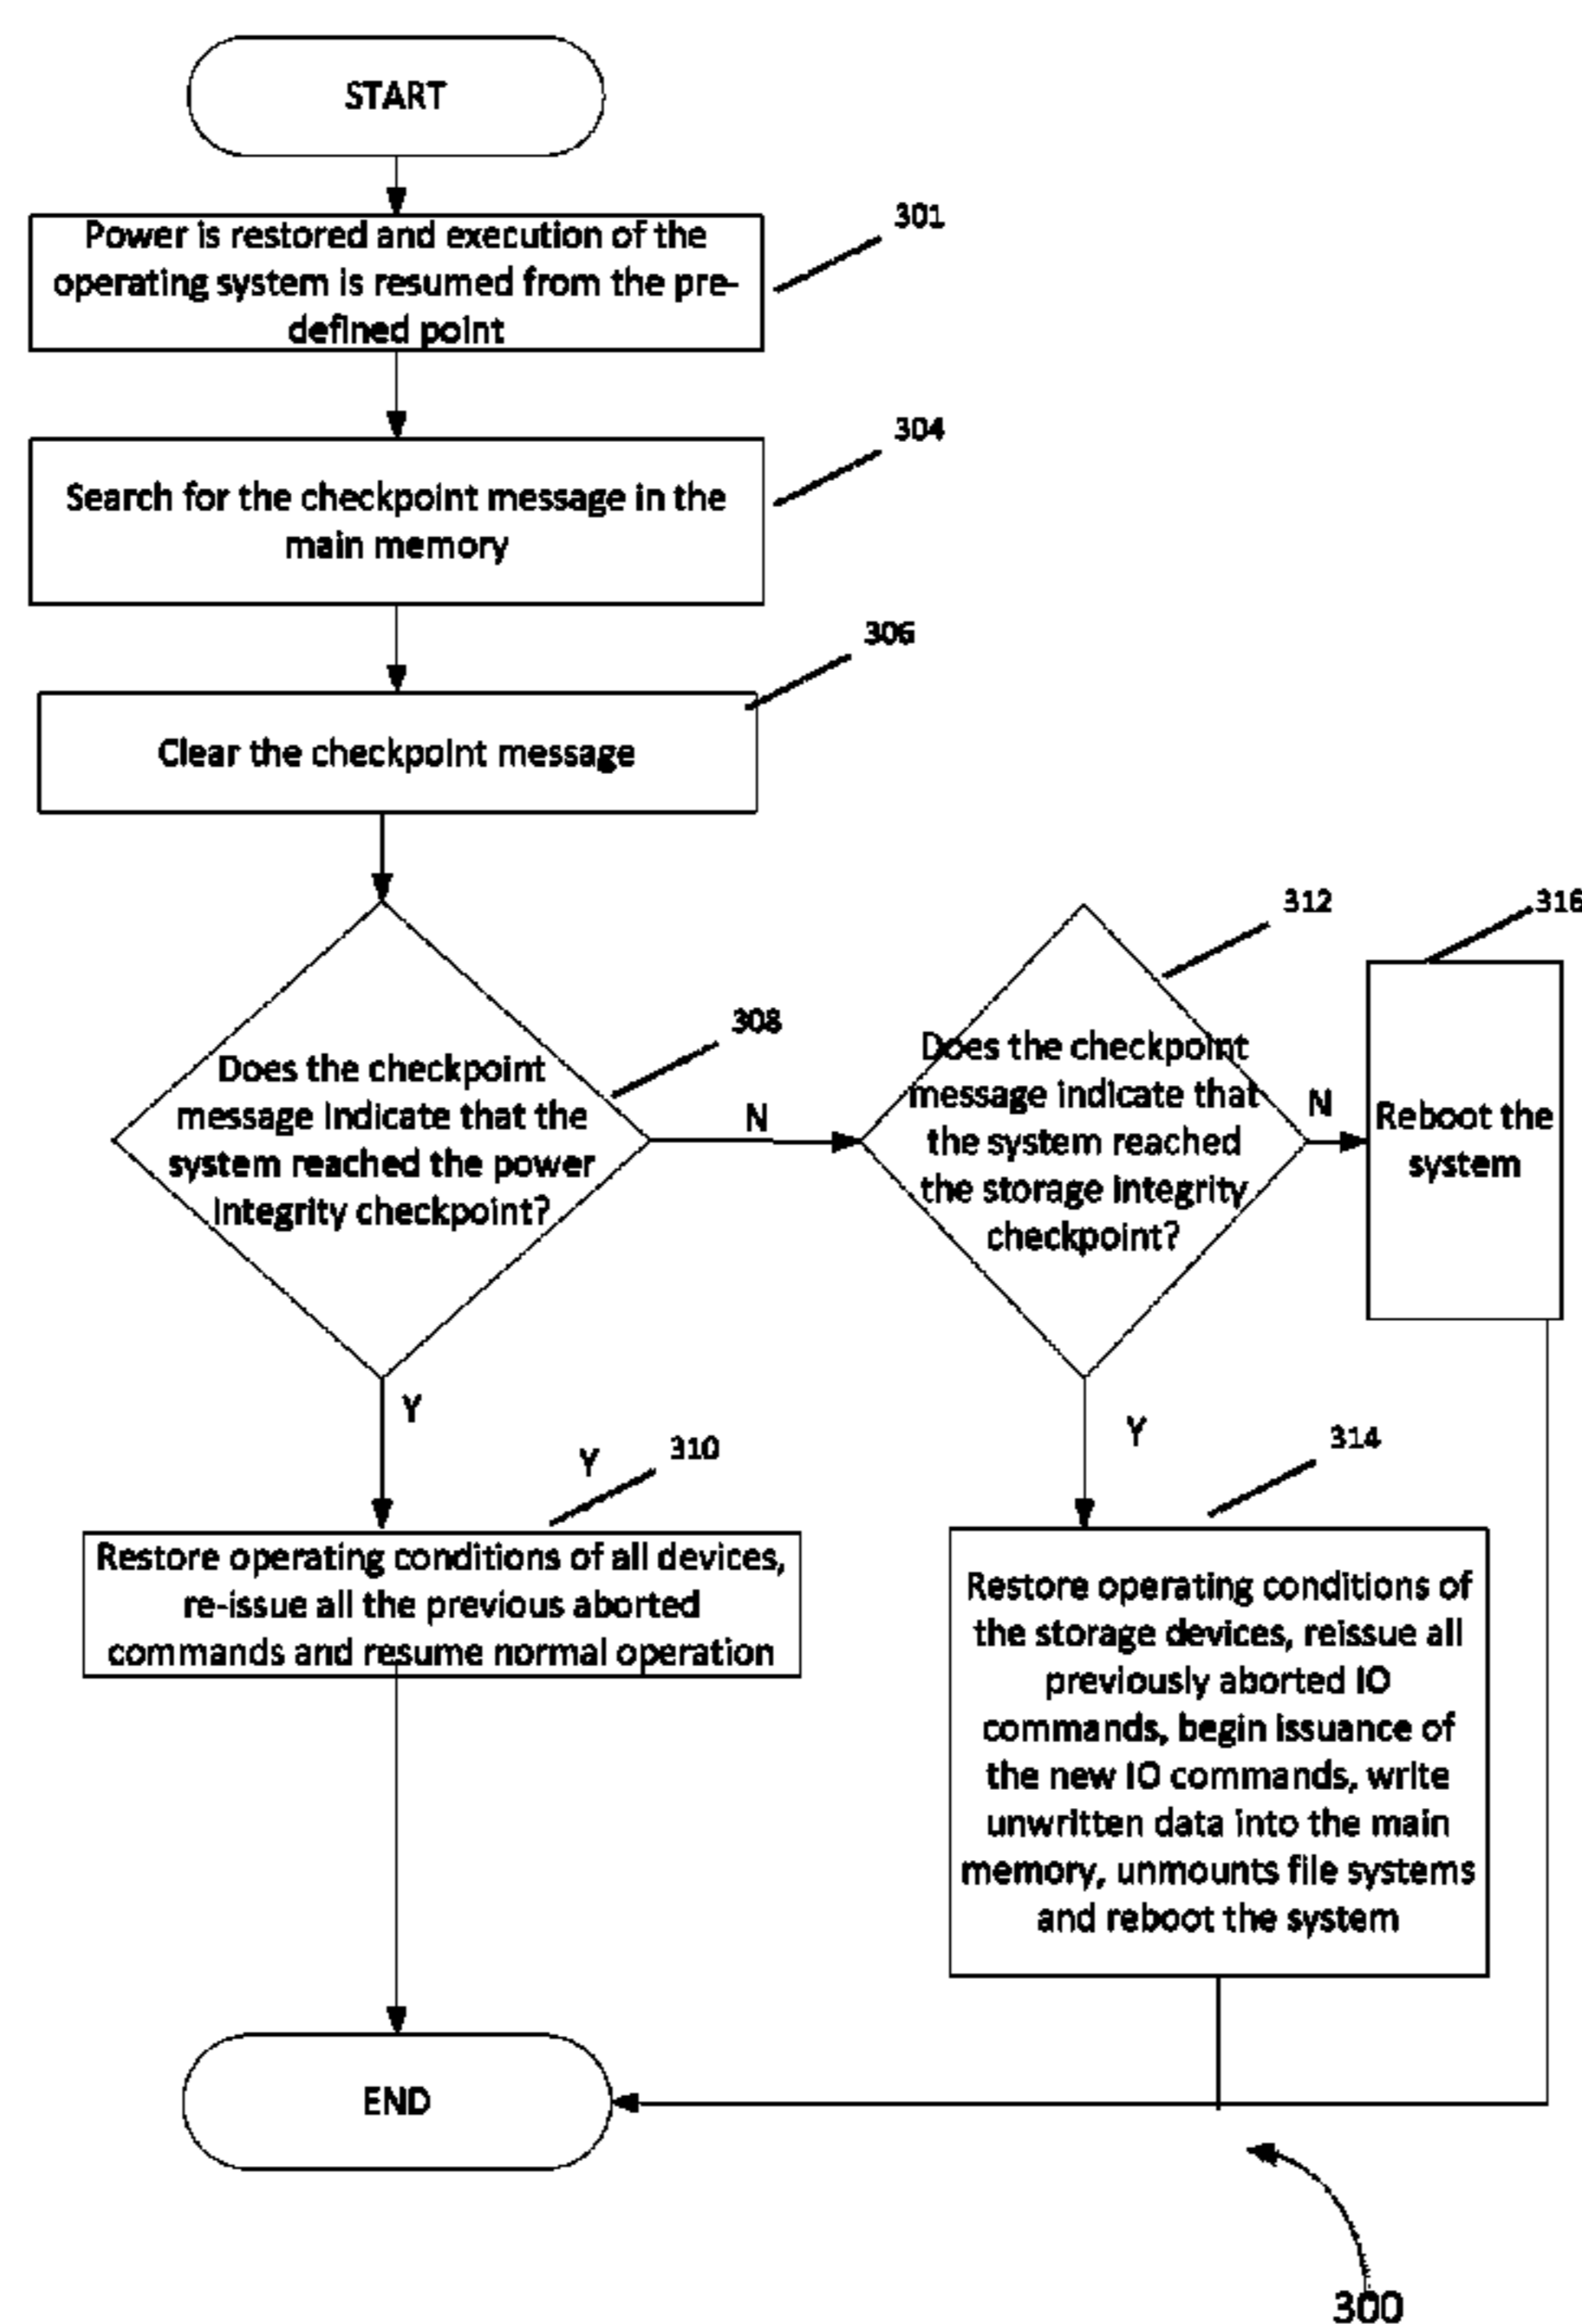 START
Power is restored and execution of the
operating system is resumed from the pre-
defined point
301
Search for the checkpoint message in the
main memory
304
Clear the checkpoint message
306
Does the checkpoint
message indicate that the
system reached the power
integrity checkpoint?
308
N
Y
Does the checkpoint
message indicate that
the system reached
the storage integrity
checkpoint?
312
N
Y
Reboot the
system
316
Y
310
Restore operating conditions of all devices,
re-issue all the previous aborted
commands and resume normal operation
314
Restore operating conditions of
the storage devices, reissue all
previously aborted IO
commands, begin issuance of
the new IO commands, write
unwritten data into the main
memory, unmounts file systems
and reboot the system
END
300